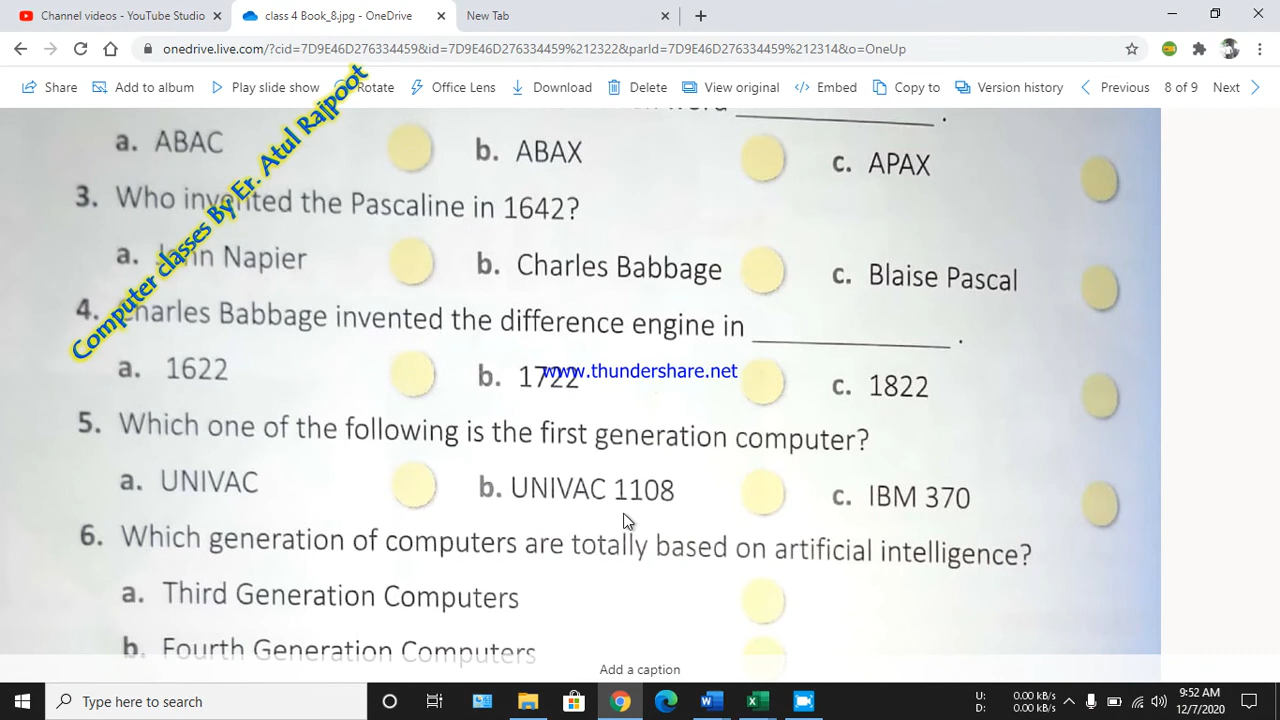 Channel videos - YouTube Studio
class 4 Book_8.jpg - OneDrive
New Tab
onedrive.live.com/?cid=7D9E46D276334459&id=7D9E46D276334459%212322&parId=7D9E46D276334459%212314&o=OneUp
Share Add to album Play slide show Rotate Office Lens Download Delete View original Embed Copy to Version history Previous 8 of 9 Next
a. ABAC b. ABAX c. APAX
3. Who invented the Pascaline in 1642?
a. John Napier b. Charles Babbage c. Blaise Pascal
4. Charles Babbage invented the difference engine in __________.
a. 1622 b. 1722 c. 1822
www.thundershare.net
Computer classes By Er. Atul Rajpoot
5. Which one of the following is the first generation computer?
a. UNIVAC b. UNIVAC 1108 c. IBM 370
6. Which generation of computers are totally based on artificial intelligence?
a. Third Generation Computers
b. Fourth Generation Computers
Add a caption
Type here to search
U: 0.00 kB/s
D: 0.00 kB/s
9:52 AM
12/7/2020